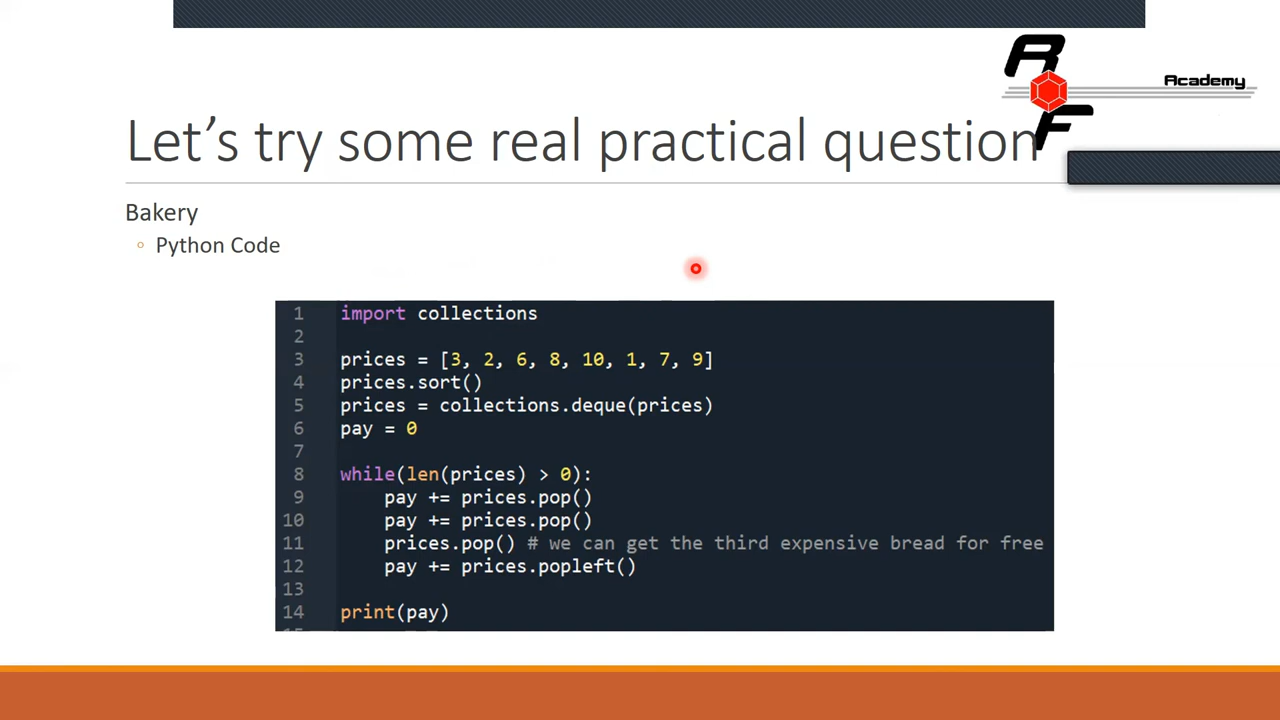 R
Academy
F
Let's try some real practical question
Bakery
Python Code
1 import collections
2
3 prices = [3, 2, 6, 8, 10, 1, 7, 9]
4 prices.sort()
5 prices = collections.deque(prices)
6 pay = 0
7
8 while(len(prices) > 0):
9     pay += prices.pop()
10     pay += prices.pop()
11     prices.pop() # we can get the third expensive bread for free
12     pay += prices.popleft()
13
14 print(pay)